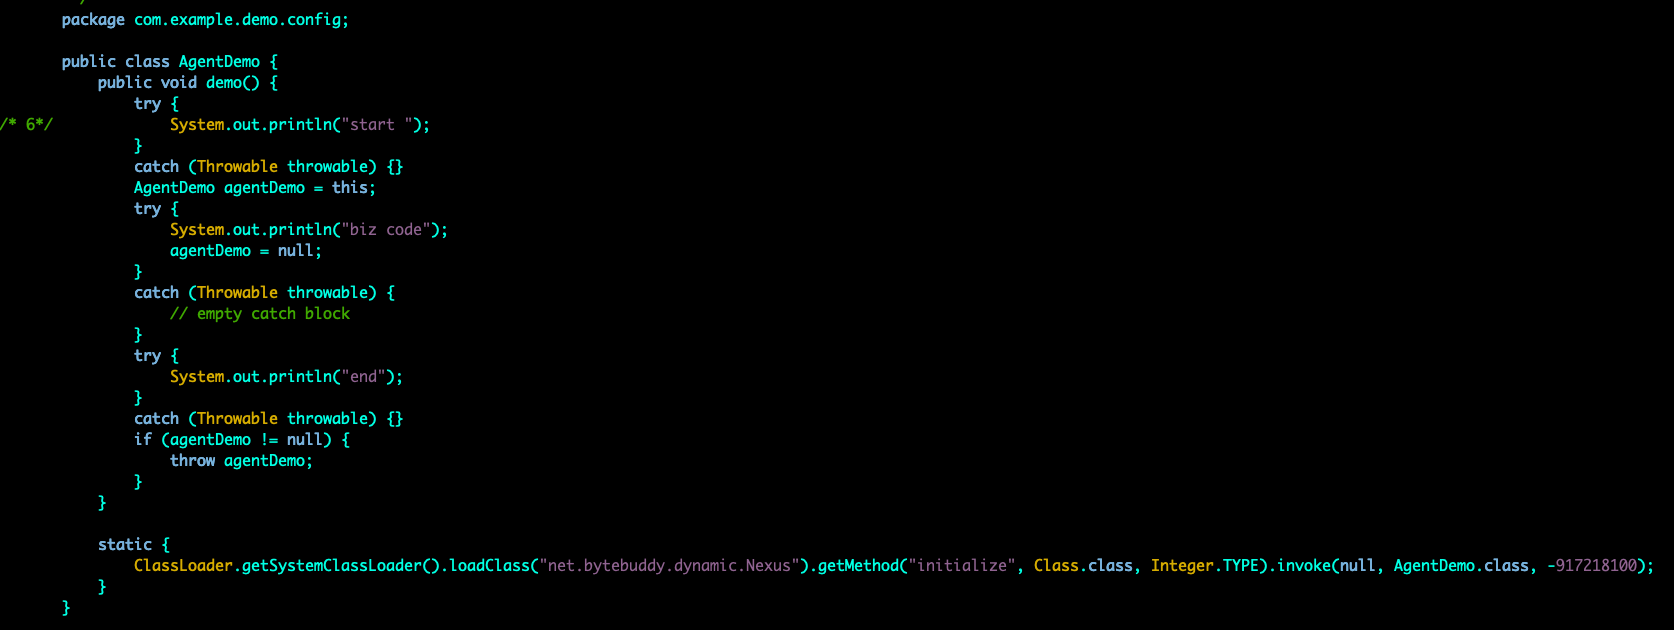 package com.example.demo.config;
public class AgentDemo {
public void demo() {
try {
/* 6*/ System.out.println("start ");
}
catch (Throwable throwable) {}
AgentDemo agentDemo = this;
try {
System.out.println("biz code");
agentDemo = null;
}
catch (Throwable throwable) {
// empty catch block
}
try {
System.out.println("end");
}
catch (Throwable throwable) {}
if (agentDemo != null) {
throw agentDemo;
}
}
static {
ClassLoader.getSystemClassLoader().loadClass("net.bytebuddy.dynamic.Nexus").getMethod("initialize", Class.class, Integer.TYPE).invoke(null, AgentDemo.class, -917218100);
}
}